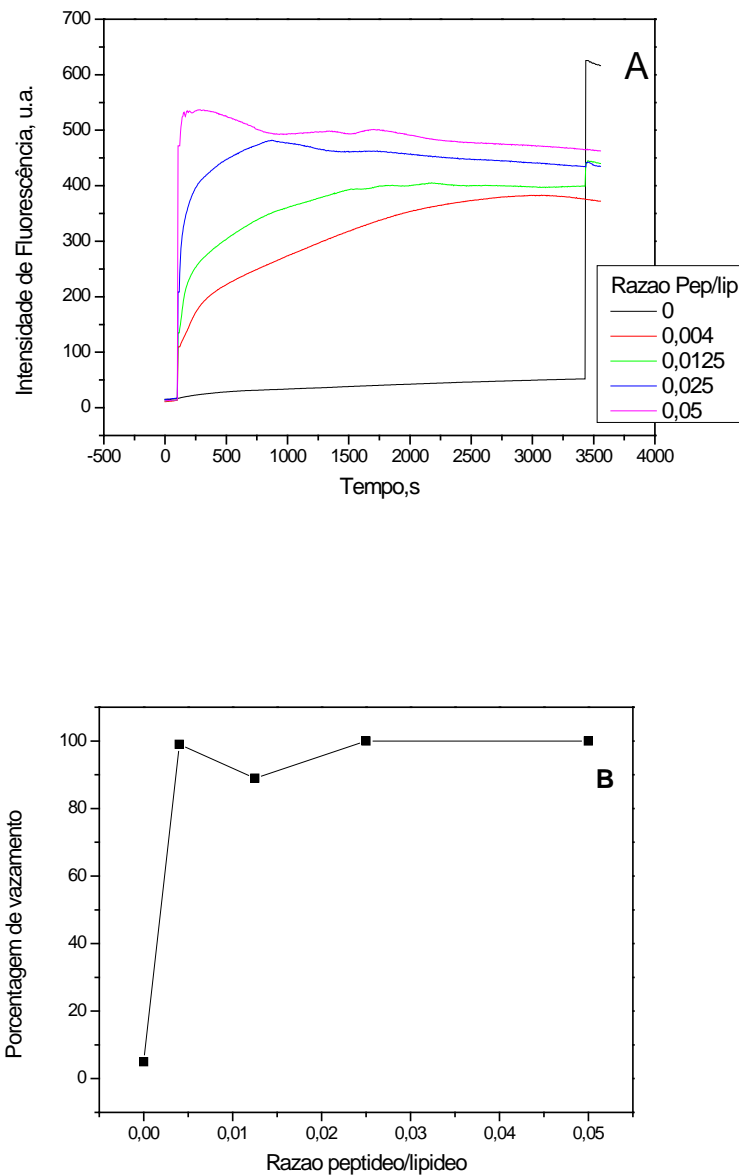 700
600
500
400
300
200
100
0
Intensidade de Fluorescência, u.a.
A
Razao Pep/lip
0
0,004
0,0125
0,025
0,05
-500 0 500 1000 1500 2000 2500 3000 3500 4000
Tempo,s
100
80
60
40
20
0
Porcentagem de vazamento
B
0,00 0,01 0,02 0,03 0,04 0,05
Razao peptideo/lipideo